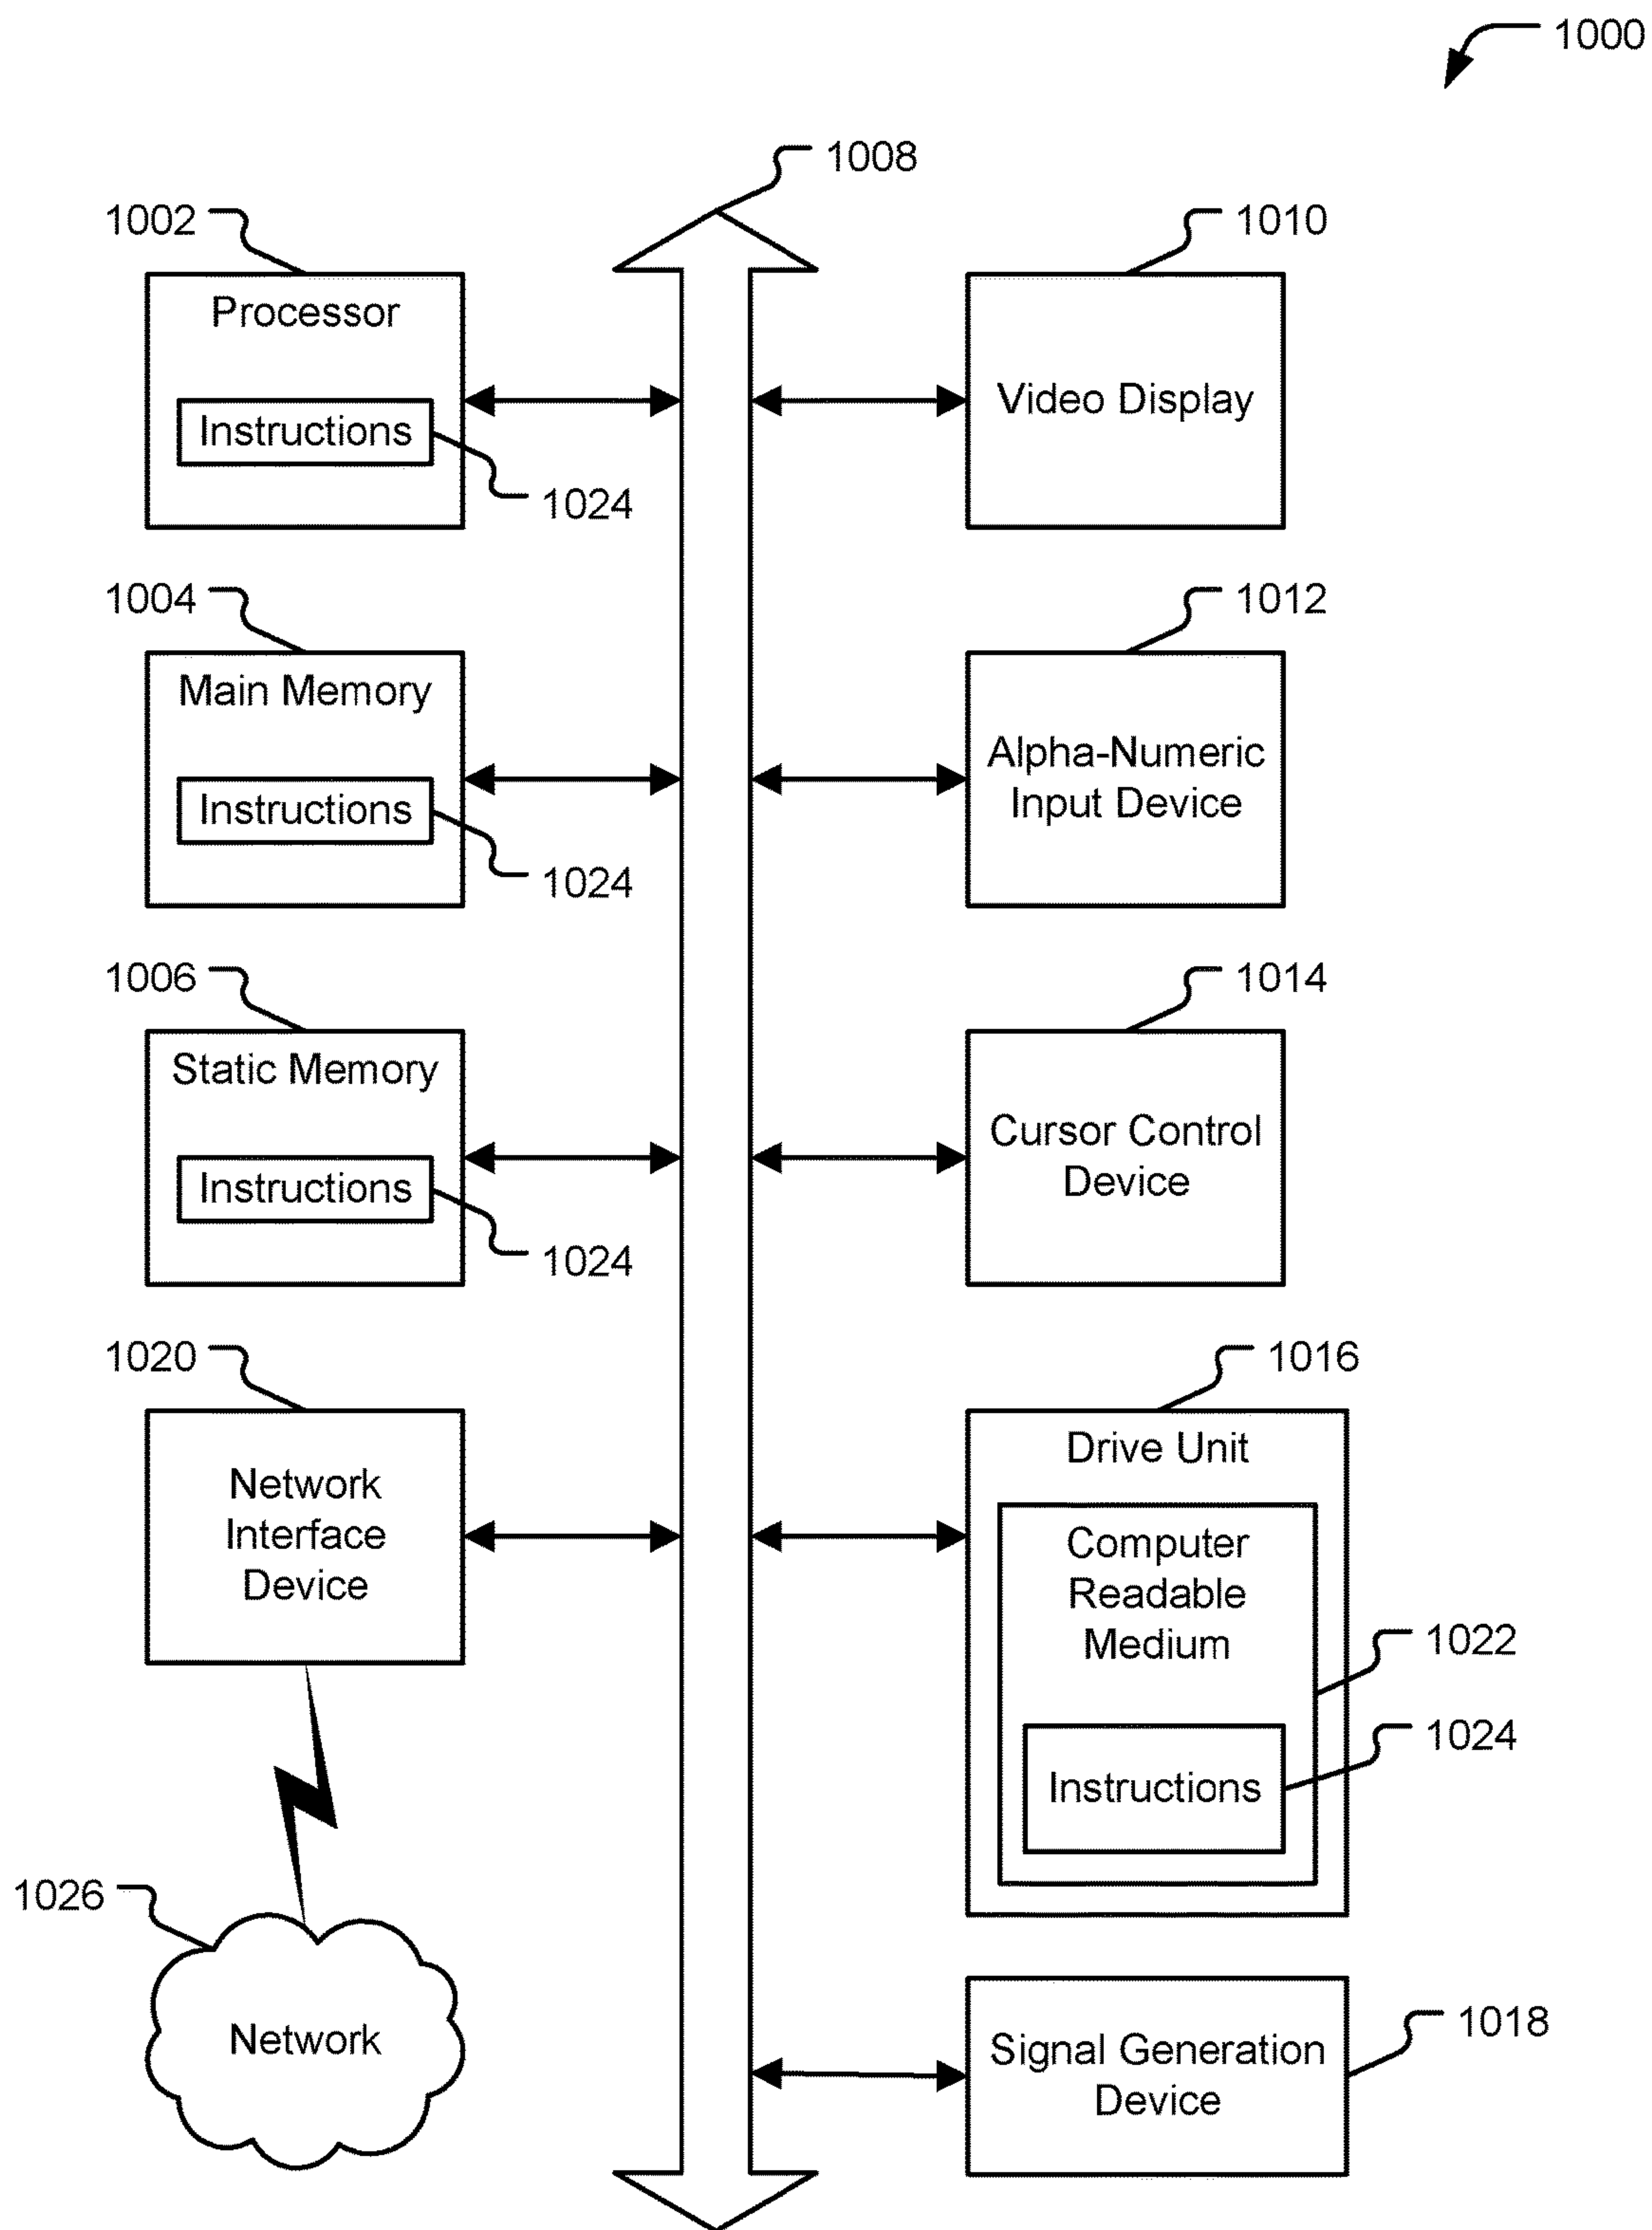 1000
1008
1002
Processor
Instructions
1024
1010
Video Display
1004
Main Memory
Instructions
1024
1012
Alpha-Numeric
Input Device
1006
Static Memory
Instructions
1024
1014
Cursor Control
Device
1020
Network
Interface
Device
1016
Drive Unit
Computer
Readable
Medium
1022
Instructions
1024
1026
Network
Signal Generation
Device
1018